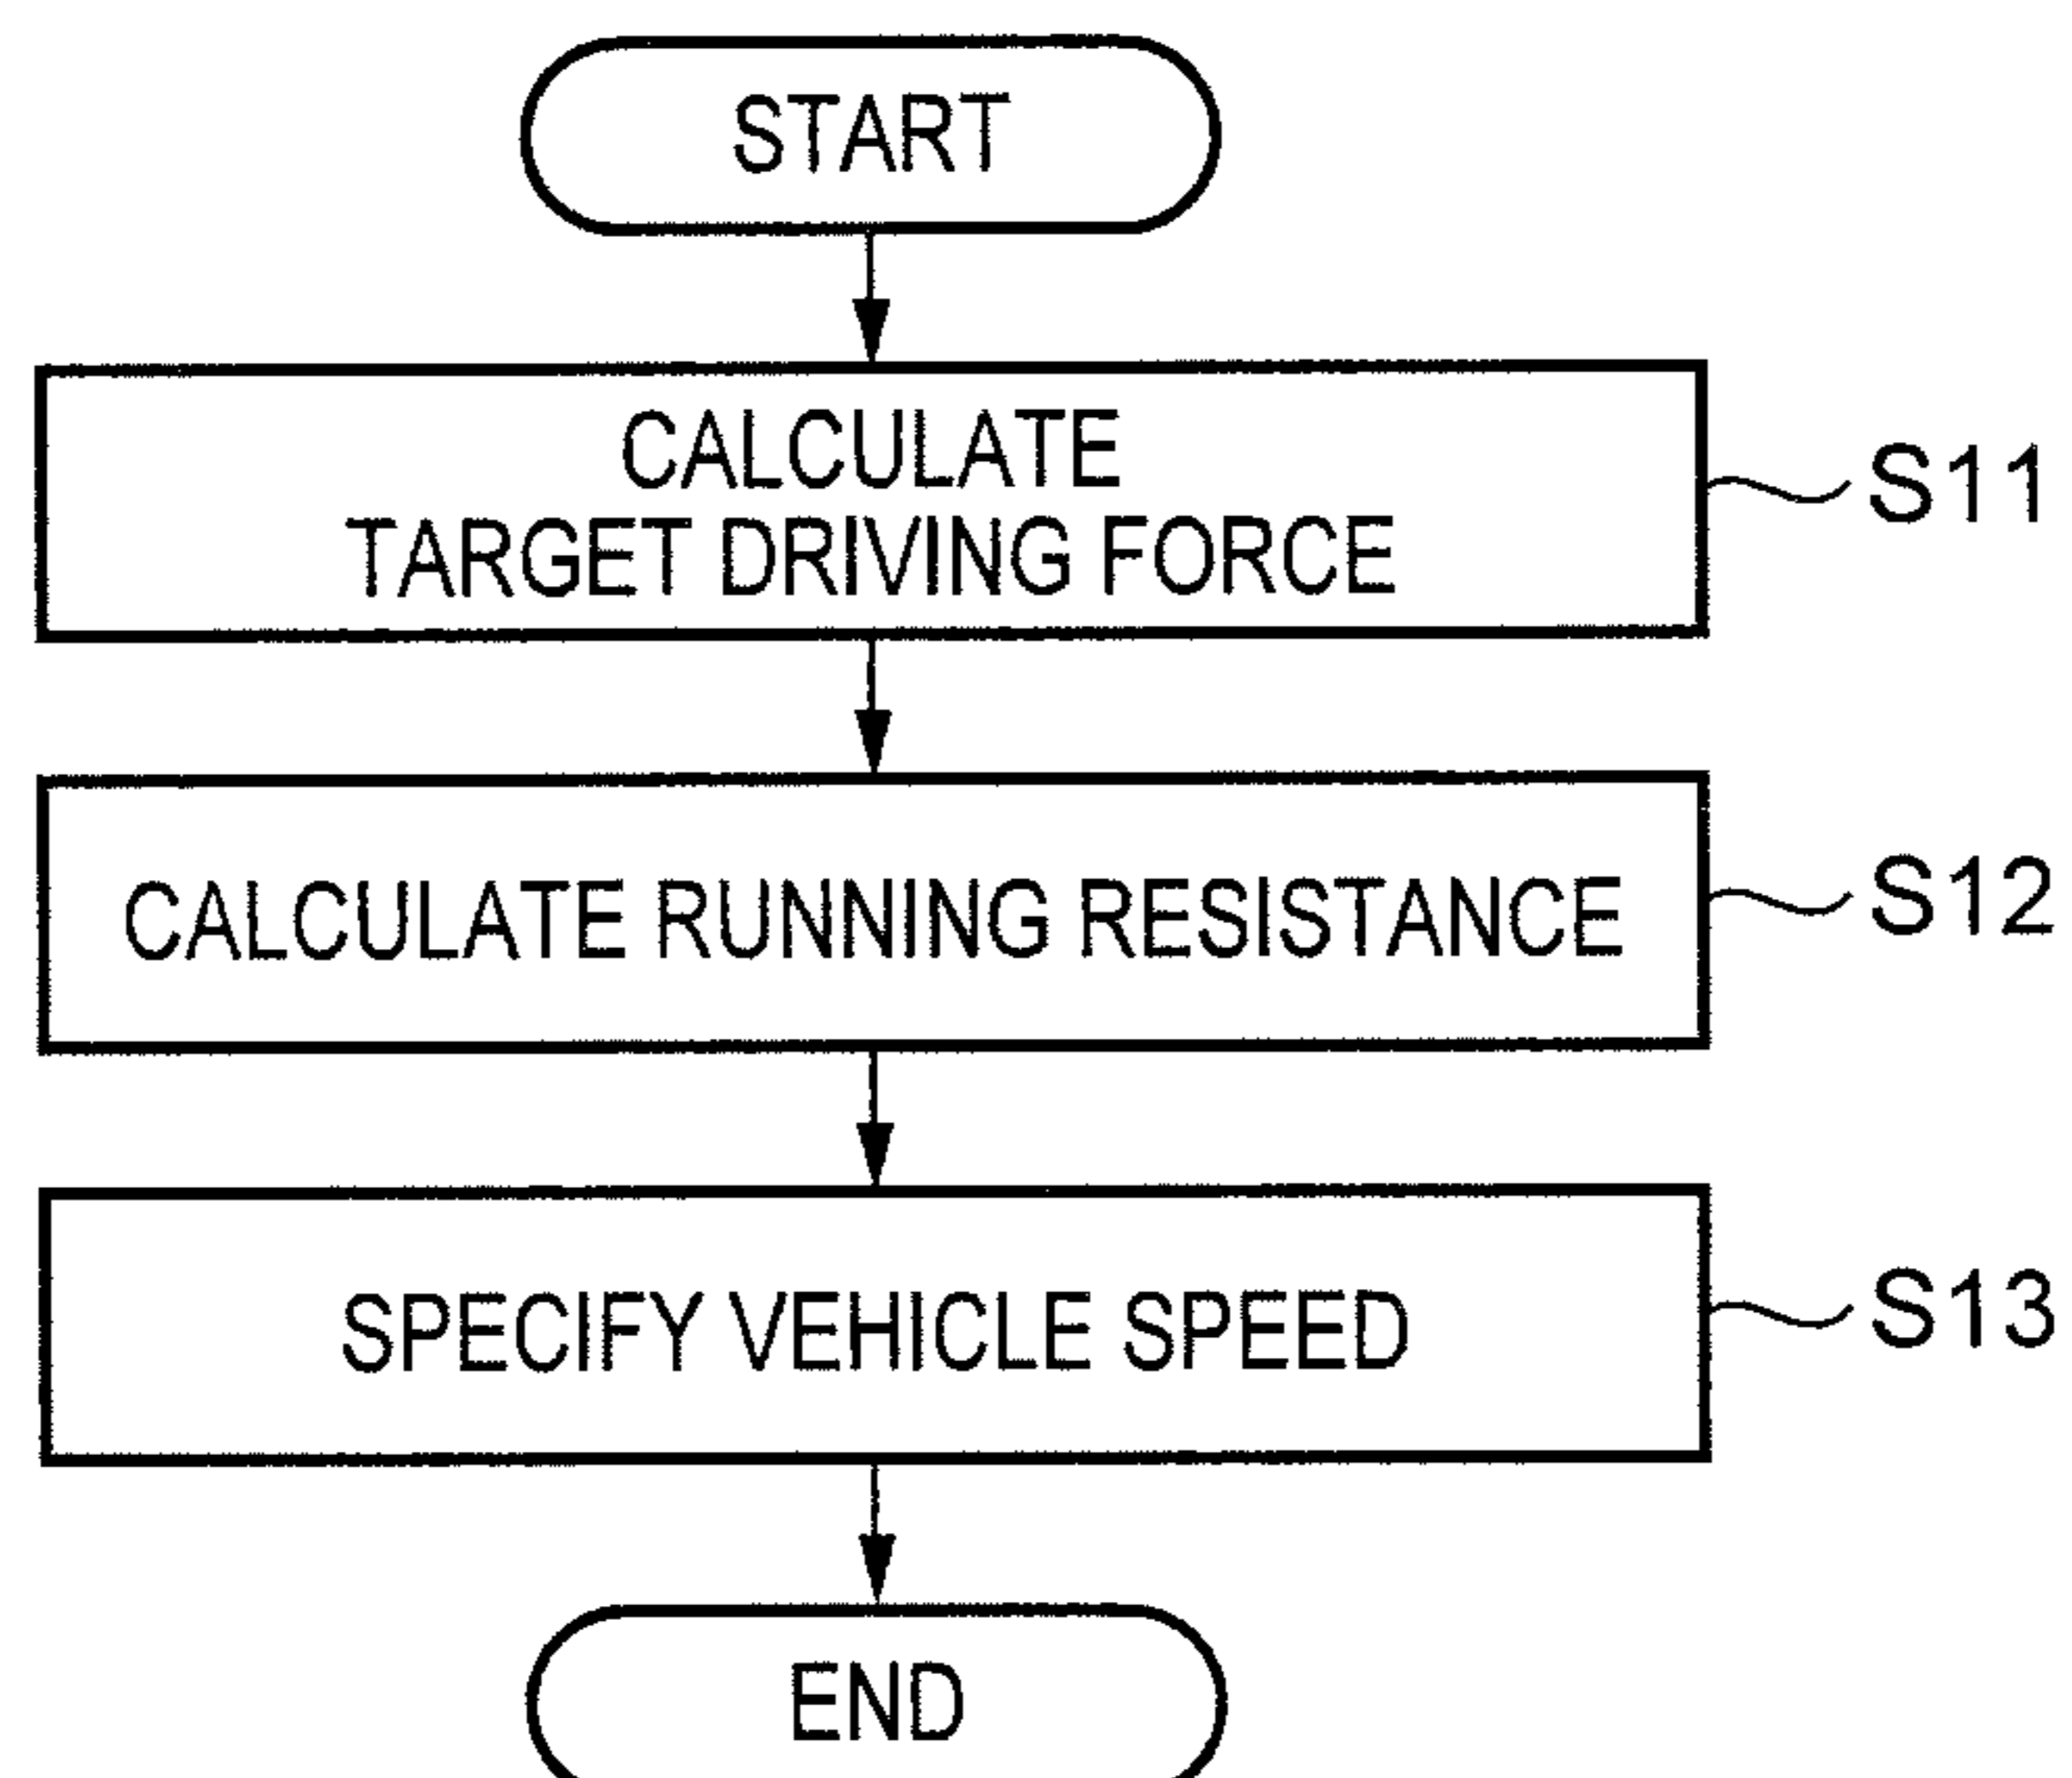 START
CALCULATE
TARGET DRIVING FORCE
S11
CALCULATE RUNNING RESISTANCE
S12
SPECIFY VEHICLE SPEED
S13
END